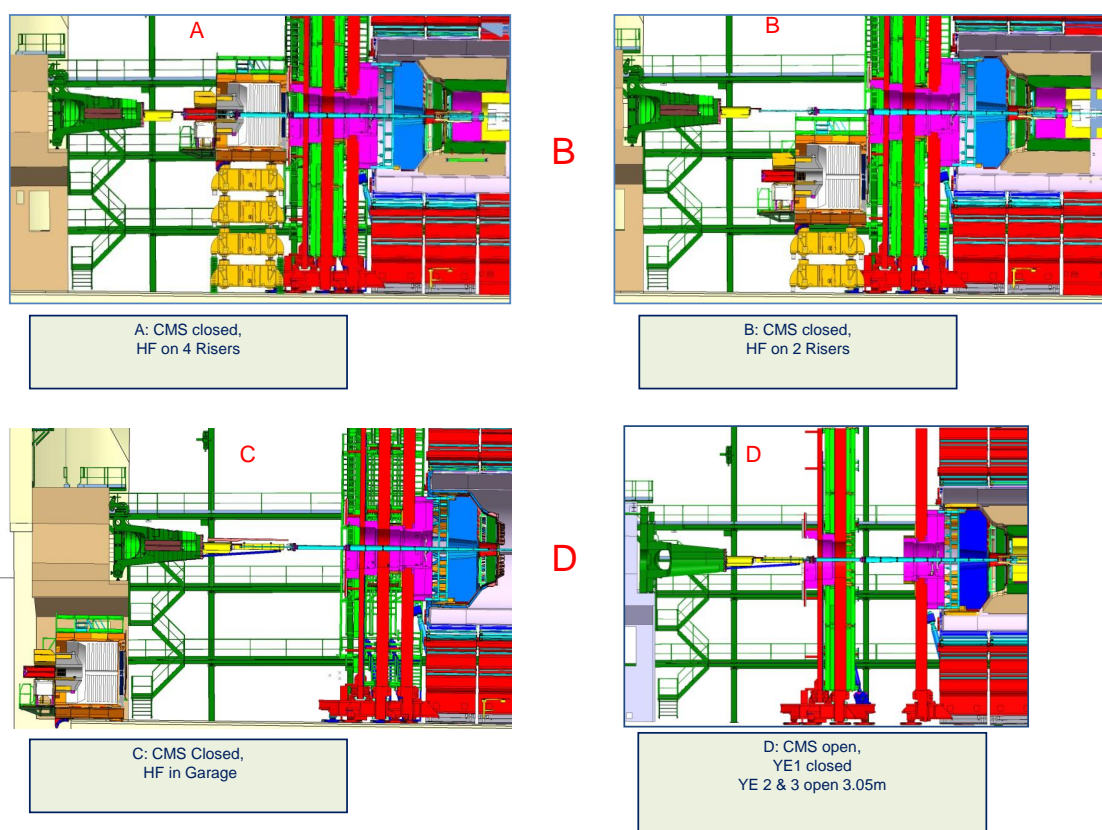 A
B
B
A: CMS closed,
HF on 4 Risers
B: CMS closed,
HF on 2 Risers
C
D
D
C: CMS Closed,
HF in Garage
D: CMS open,
YE1 closed
YE 2 & 3 open 3.05m